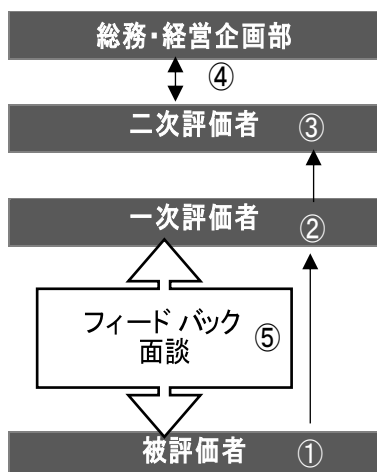 総務・経営企画部
④
二次評価者 ③
一次評価者 ②
フィード バック
面談 ⑤
被評価者 ①